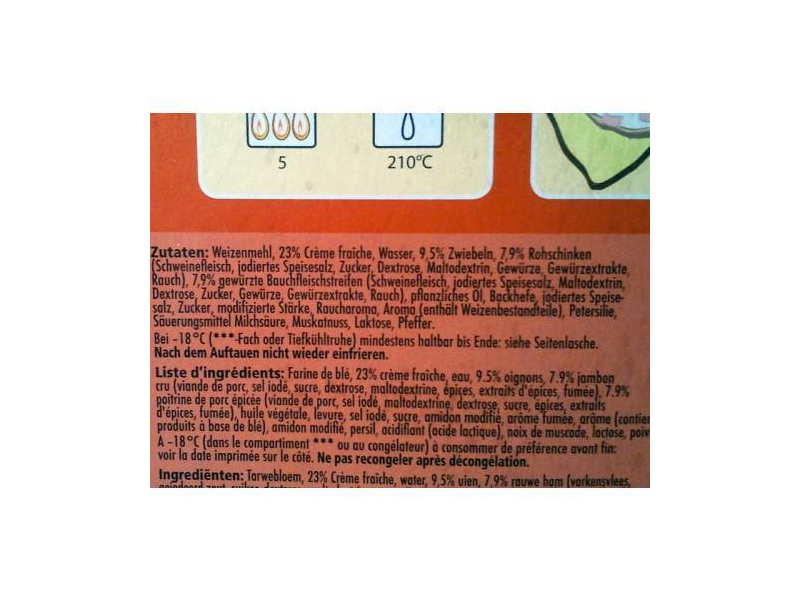 5
210°C
Zutaten: Weizenmehl, 23% Crème fraîche, Wasser, 9,5% Zwiebeln, 7,9% Rohschinken
(Schweinefleisch, jodiertes Speisesalz, Zucker, Dextrose, Maltodextrin, Gewürze, Gewürzextrakte,
Rauch), 7,9% gewürzte Bauchfleischstreifen (Schweinefleisch, jodiertes Speisesalz, Maltodextrin,
Dextrose, Zucker, Gewürze, Gewürzextrakte, Rauch), pflanzliches Öl, Backhefe, jodiertes Speise-
salz, Zucker, modifizierte Stärke, Raucharoma, Aroma (enthält Weizenbestandteile), Petersilie,
Säuerungsmittel Milchsäure, Muskatnuss, Laktose, Pfeffer.
Bei -18°C (***-Fach oder Tiefkühltruhe) mindestens haltbar bis Ende: siehe Seitenlasche.
Nach dem Auftauen nicht wieder einfrieren.
Liste d'ingrédients: Farine de blé, 23% crème fraîche, eau, 9.5% oignons, 7.9% jambon
cru (viande de porc, sel iodé, sucre, dextrose, maltodextrine, épices, extraits d'épices, fumée), 7.9%
poitrine de porc épicée (viande de porc, sel iodé, maltodextrine, dextrose, sucre, épices, extraits
d'épices, fumée), huile végétale, levure, sel iodé, sucre, amidon modifié, arôme fumée, arôme (contien
produits à base de blé), amidon modifié, persil, acidifiant (acide lactique), noix de muscade, lactose, poiv
A -18°C (dans le compartiment *** ou au congélateur) à consommer de préférence avant fin:
voir la date imprimée sur le côté. Ne pas recongeler après décongélation.
Ingrediënten: Tarwebloem, 23% Crème fraîche, water, 9,5% uien, 7,9% rauwe ham (varkensvlees,